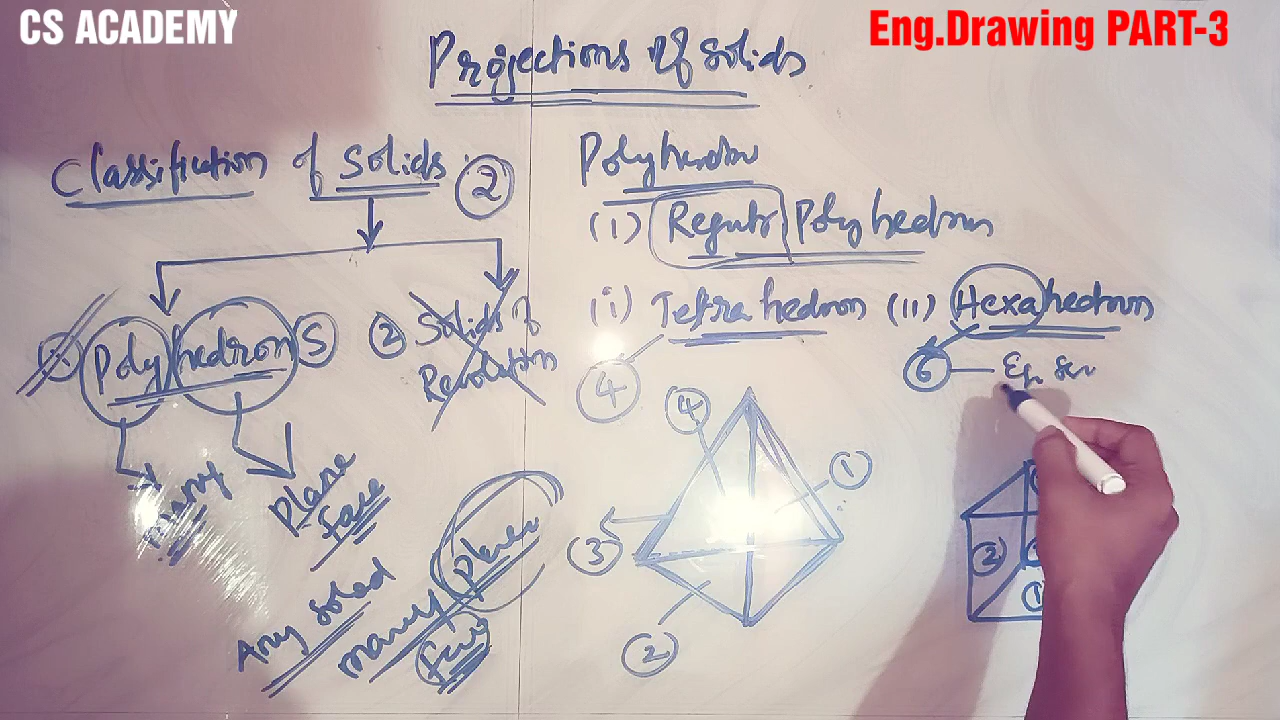 CS ACADEMY
Eng.Drawing PART-3
Projections of Solids
Classification of Solids
2
Polyhedrons
(1) Polyhedrons
2 Solids of
Revolution
many
Plane
face
Any solid
many planes
Polyhedron
(i) Regular Polyhedron
(i) Tetrahedron (ii) Hexahedron
4
6
4
1
3
2
2
1